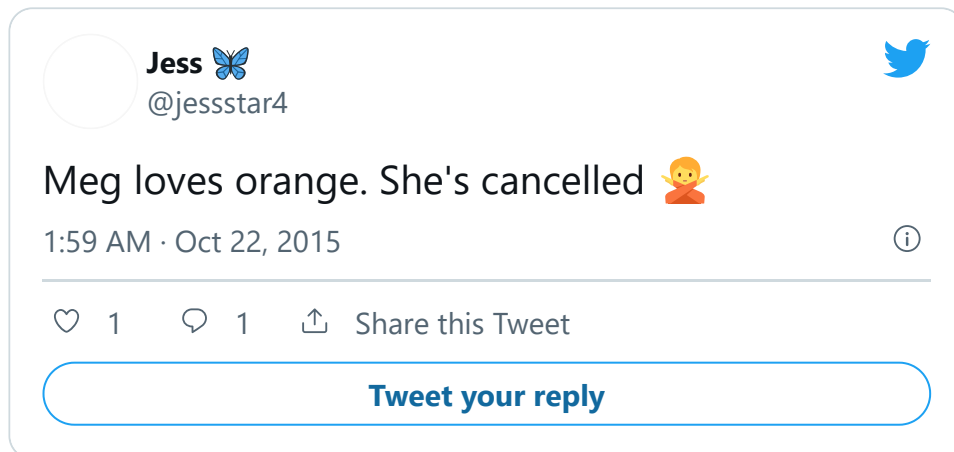 Jess 🦋
@jessstar4
Meg loves orange. She's cancelled 🙅
1:59 AM · Oct 22, 2015
1 1 Share this Tweet
Tweet your reply